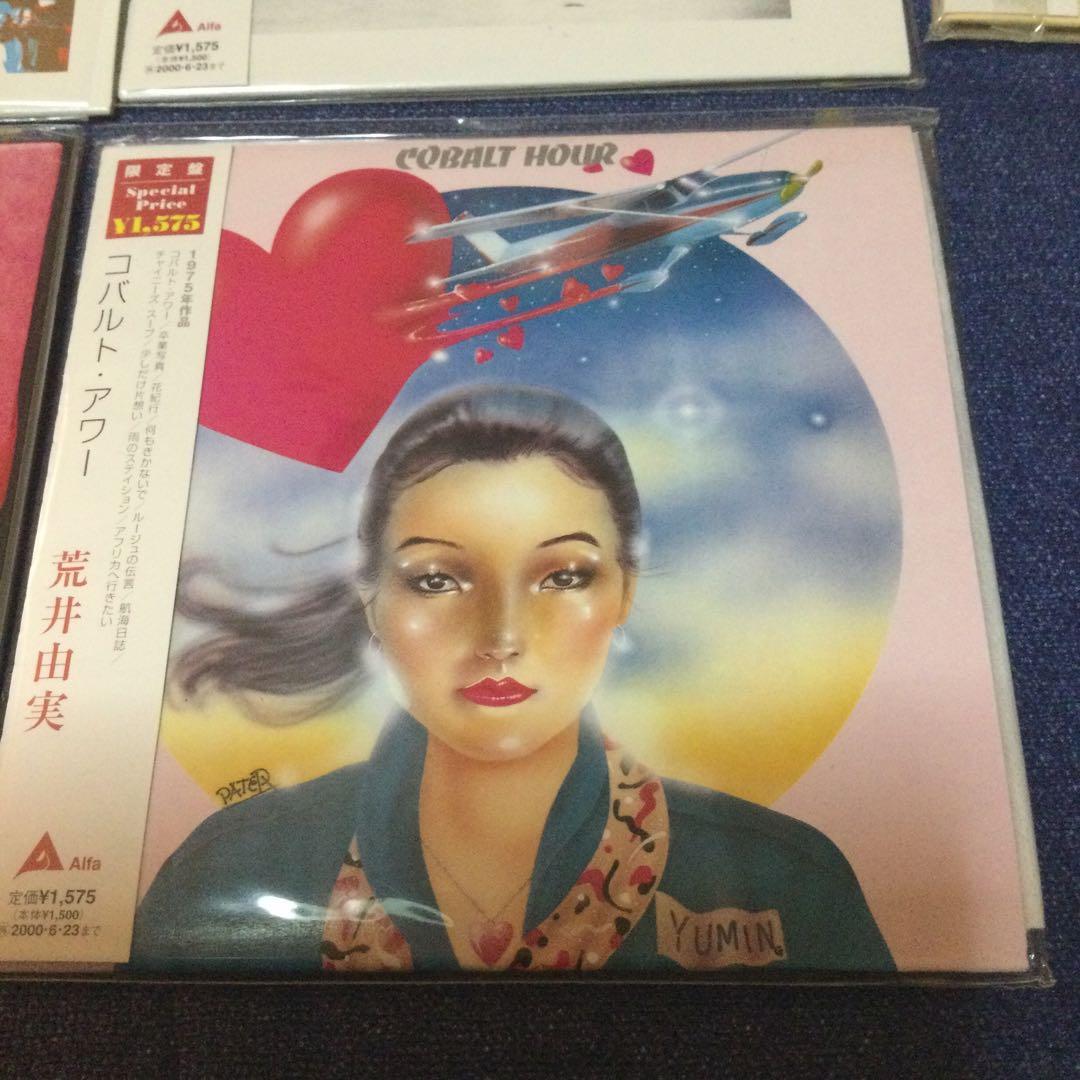 Alfa
定価¥1,575
(本体¥1,500)
2000・6・23まで
COBALT HOUR
限定盤
Special
Price
¥1,575
コバルト・アワー
荒井由実
1975年作品
コバルト・アワー/卒業写真/花紀行/何もきかないで/ルージュの伝言/航海日誌/
チャイニーズ スープ/少しだけ片想い/雨のステイション/アフリカへ行きたい
PATER
YUMIN
Alfa
定価¥1,575
(本体¥1,500)
2000・6・23まで